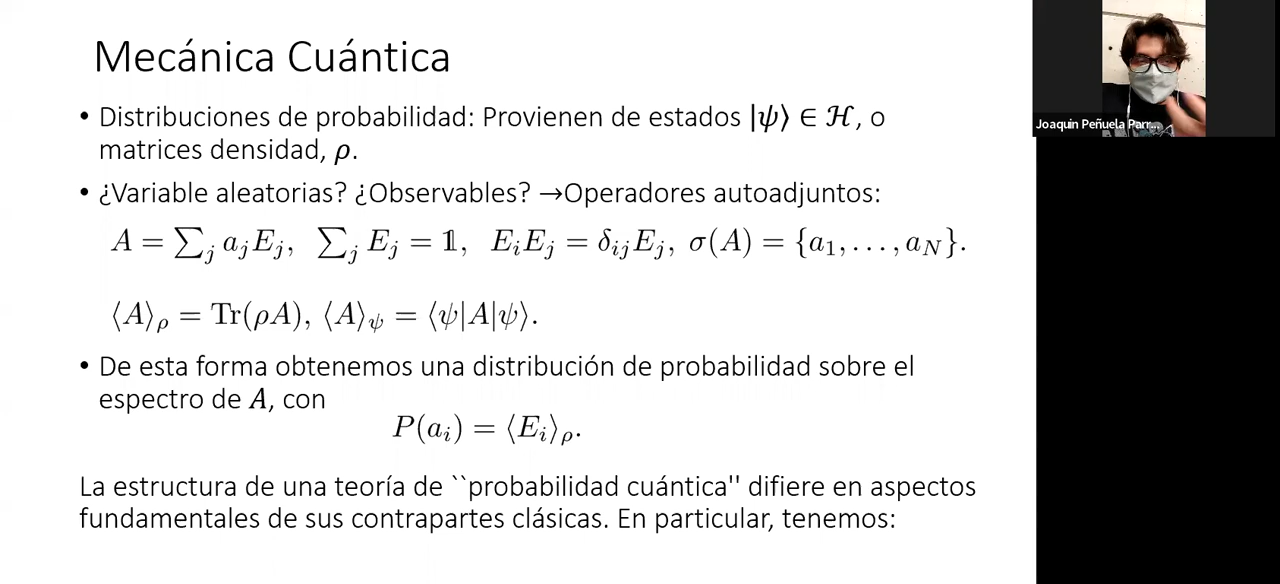 Mecánica Cuántica
• Distribuciones de probabilidad: Provienen de estados |ψ⟩ ∈ ℋ, o
matrices densidad, ρ.
• ¿Variable aleatorias? ¿Observables? →Operadores autoadjuntos:
A = ∑_j a_j E_j, ∑_j E_j = 𝟙, E_i E_j = δ_ij E_j, σ(A) = {a_1, . . . , a_N}.
⟨A⟩_ρ = Tr(ρA), ⟨A⟩_ψ = ⟨ψ|A|ψ⟩.
• De esta forma obtenemos una distribución de probabilidad sobre el
espectro de A, con
P(a_i) = ⟨E_i⟩_ρ.
La estructura de una teoría de ``probabilidad cuántica'' difiere en aspectos
fundamentales de sus contrapartes clásicas. En particular, tenemos:
Joaquin Peñuela Parr...